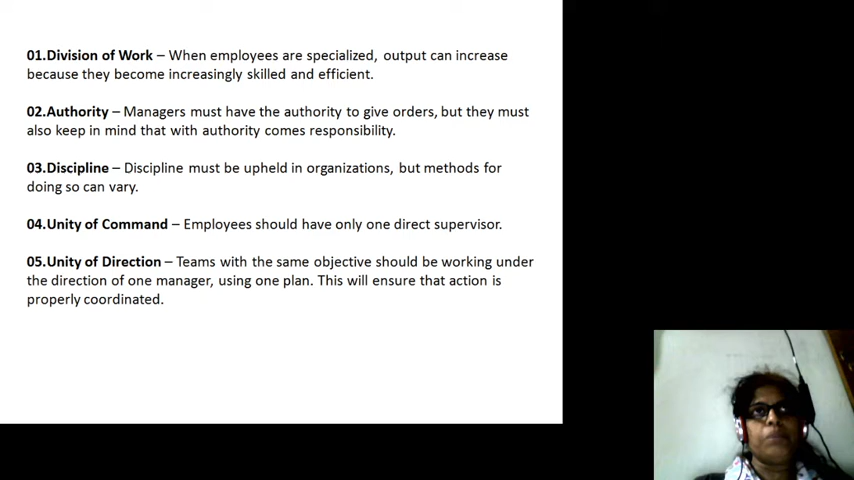 01.Division of Work – When employees are specialized, output can increase
because they become increasingly skilled and efficient.
02.Authority – Managers must have the authority to give orders, but they must
also keep in mind that with authority comes responsibility.
03.Discipline – Discipline must be upheld in organizations, but methods for
doing so can vary.
04.Unity of Command – Employees should have only one direct supervisor.
05.Unity of Direction – Teams with the same objective should be working under
the direction of one manager, using one plan. This will ensure that action is
properly coordinated.